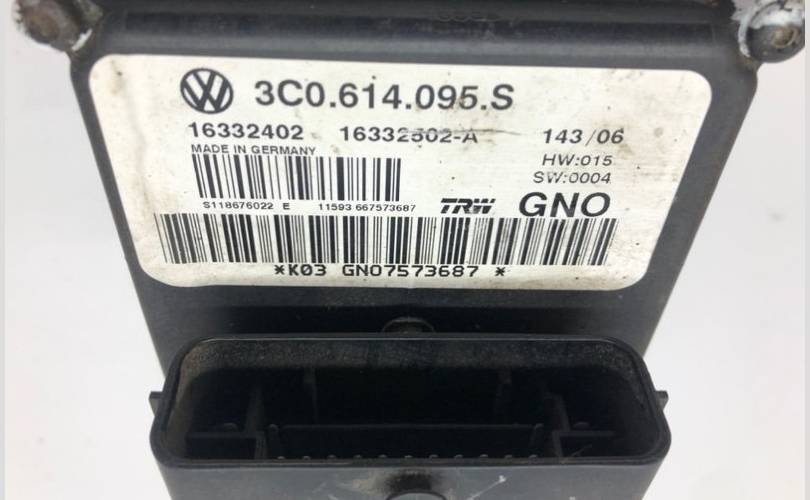 3C0.614.095.S
16332402 16332502-A 143/06
MADE IN GERMANY
HW:015
SW:0004
S118676022 E 11593 667573687
TRW GNO
*K03 GNO7573687 *